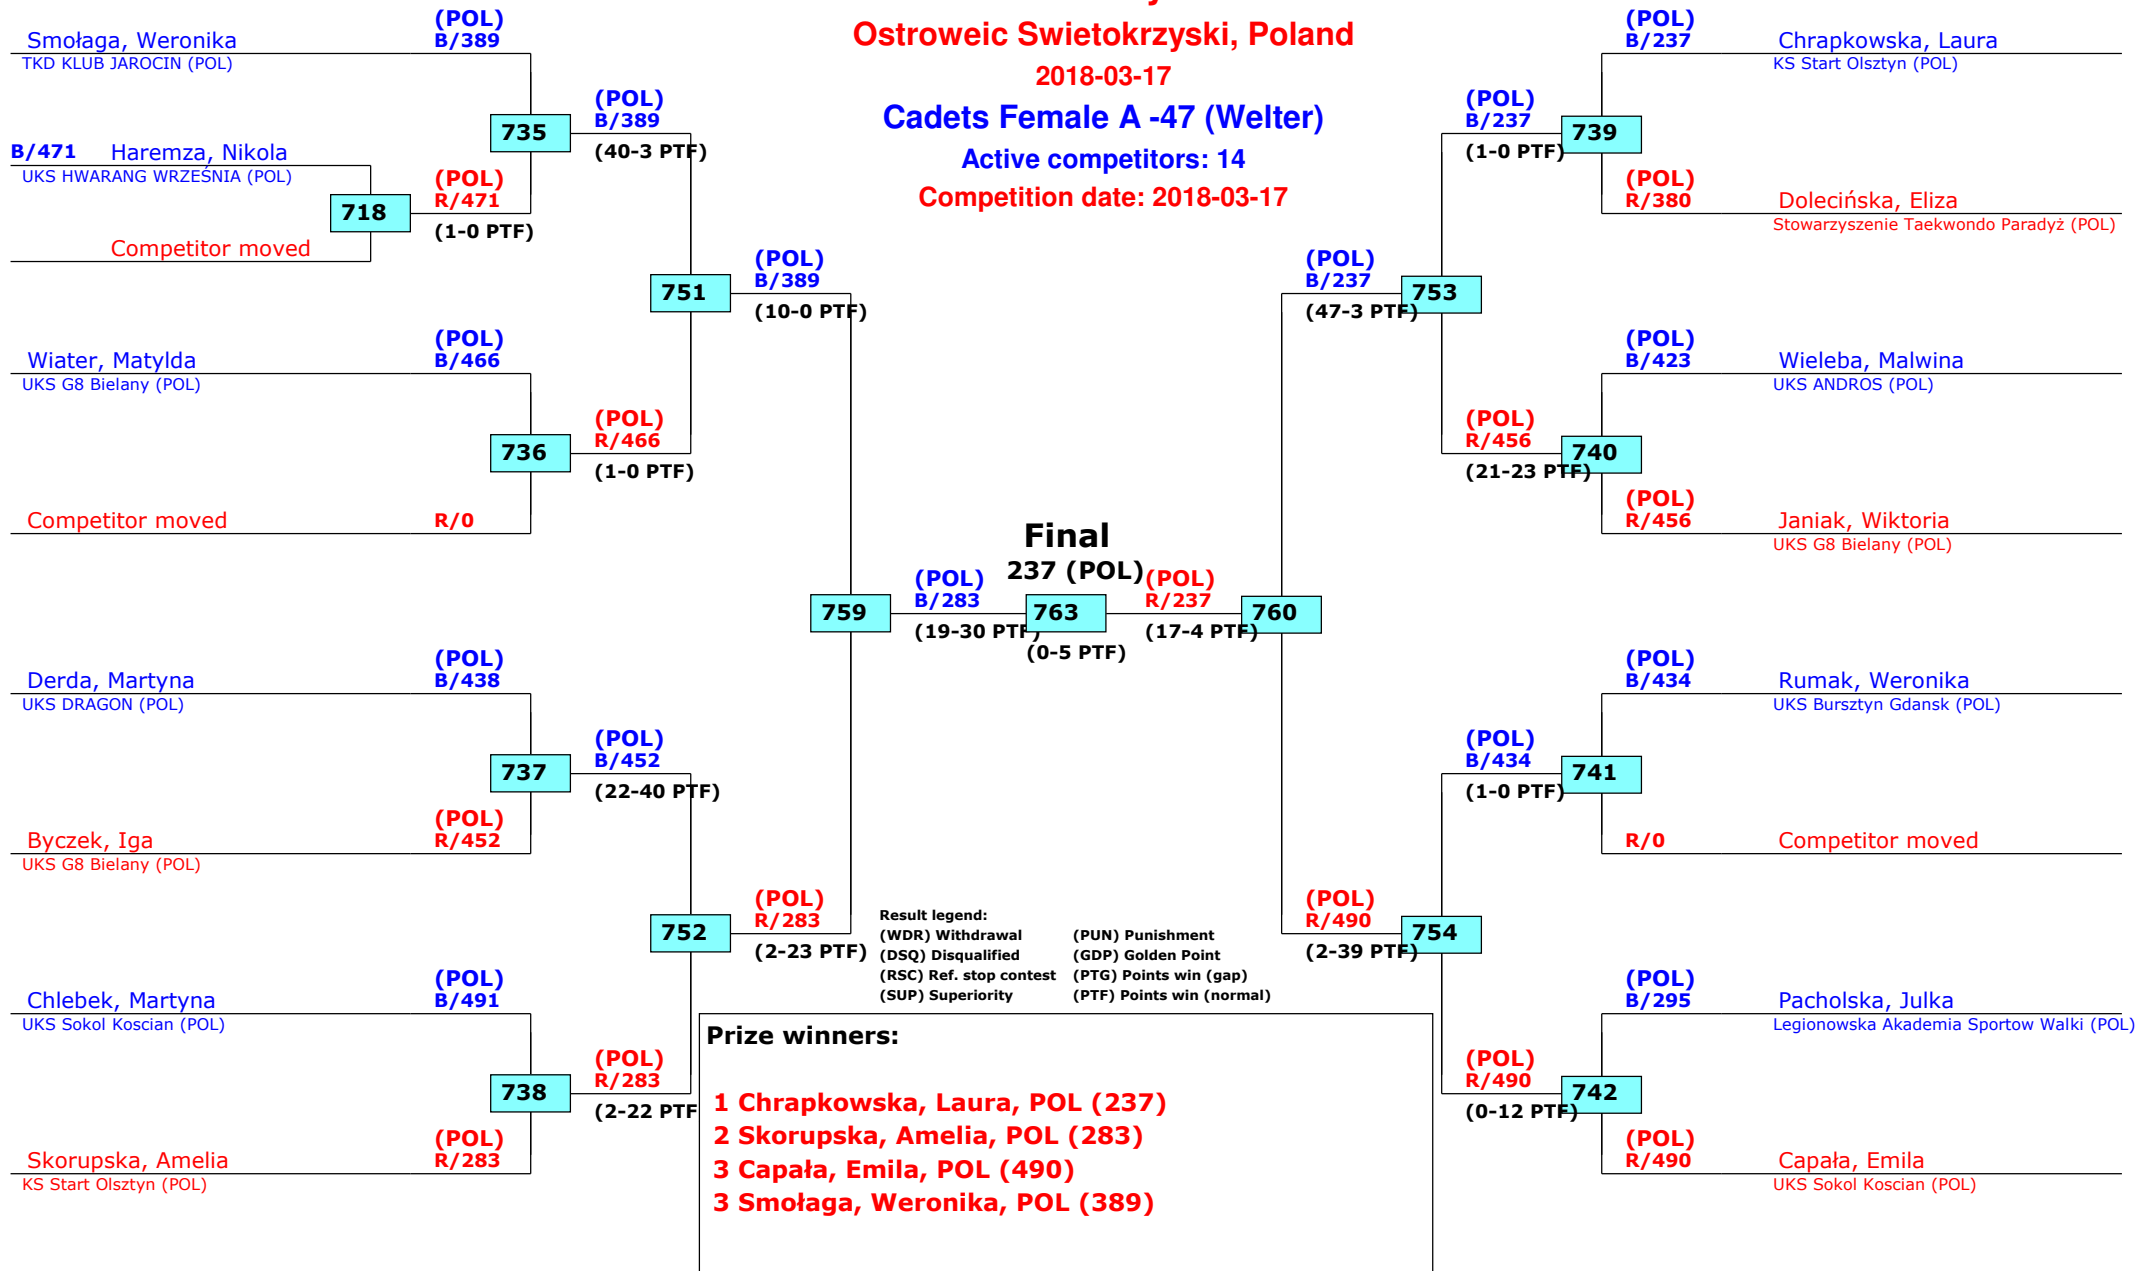 Ostroweic Swietokrzyski, Poland
2018-03-17
Cadets Female A -47 (Welter)
Active competitors: 14
Competition date: 2018-03-17
(POL)
Smołaga, Weronika B/389
TKD KLUB JAROCIN (POL)
B/471 Haremza, Nikola
UKS HWARANG WRZEŚNIA (POL)
718
Competitor moved
(POL)
R/471
(1-0 PTF)
735
(POL)
B/389
(40-3 PTF)
(POL)
Wiater, Matylda B/466
UKS G8 Bielany (POL)
736
Competitor moved R/0
(POL)
R/466
(1-0 PTF)
751
(POL)
B/389
(10-0 PTF)
(POL)
Derda, Martyna B/438
UKS DRAGON (POL)
737
(POL)
Byczek, Iga R/452
UKS G8 Bielany (POL)
(POL)
B/452
(22-40 PTF)
(POL)
Chlebek, Martyna B/491
UKS Sokol Koscian (POL)
738
(POL)
Skorupska, Amelia R/283
KS Start Olsztyn (POL)
(POL)
R/283
(2-22 PTF
752
(POL)
R/283
(2-23 PTF)
759
(POL)
B/283
(19-30 PTF)
Final
237 (POL)
763
(0-5 PTF)
(POL)
R/237
(17-4 PTF)
760
(POL)
B/237
(47-3 PTF)
753
(POL)
B/237
(1-0 PTF)
739
(POL)
B/237 Chrapkowska, Laura
KS Start Olsztyn (POL)
(POL)
R/380 Dolecińska, Eliza
Stowarzyszenie Taekwondo Paradyż (POL)
(POL)
R/456
(21-23 PTF)
740
(POL)
B/423 Wieleba, Malwina
UKS ANDROS (POL)
(POL)
R/456 Janiak, Wiktoria
UKS G8 Bielany (POL)
(POL)
R/490
(2-39 PTF)
754
(POL)
B/434
(1-0 PTF)
741
(POL)
B/434 Rumak, Weronika
UKS Bursztyn Gdansk (POL)
R/0 Competitor moved
(POL)
R/490
(0-12 PTF)
742
(POL)
B/295 Pacholska, Julka
Legionowska Akademia Sportow Walki (POL)
(POL)
R/490 Capała, Emila
UKS Sokol Koscian (POL)
Result legend:
(WDR) Withdrawal (PUN) Punishment
(DSQ) Disqualified (GDP) Golden Point
(RSC) Ref. stop contest (PTG) Points win (gap)
(SUP) Superiority (PTF) Points win (normal)
Prize winners:
1 Chrapkowska, Laura, POL (237)
2 Skorupska, Amelia, POL (283)
3 Capała, Emila, POL (490)
3 Smołaga, Weronika, POL (389)